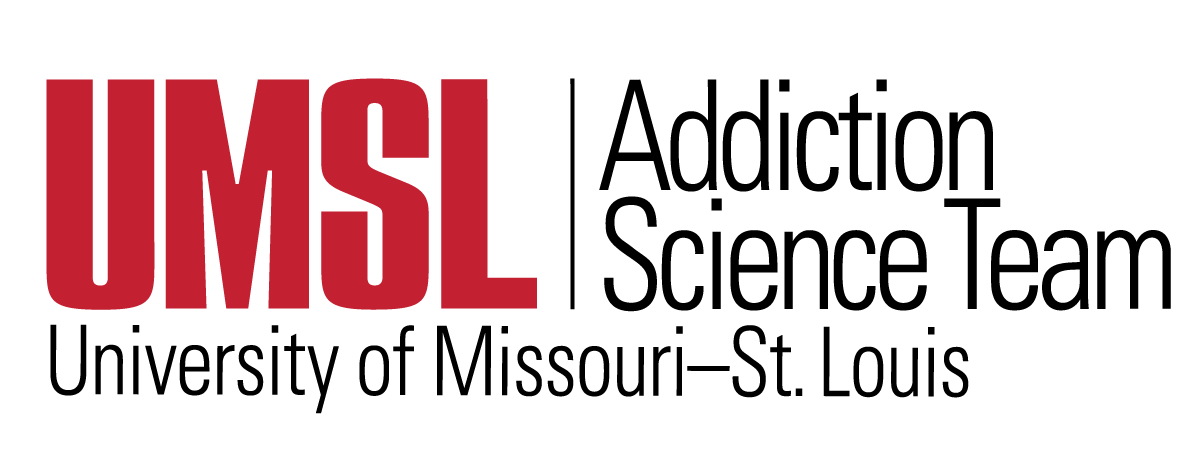 UMSL
Addiction
Science Team
University of Missouri–St. Louis